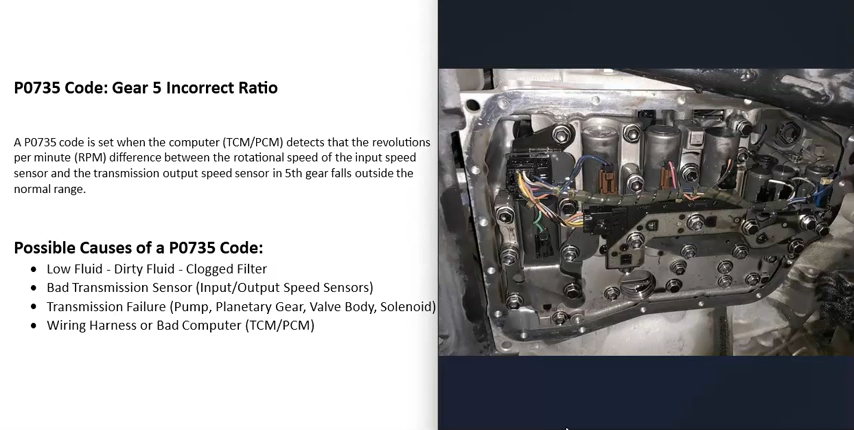 P0735 Code: Gear 5 Incorrect Ratio
A P0735 code is set when the computer (TCM/PCM) detects that the revolutions
per minute (RPM) difference between the rotational speed of the input speed
sensor and the transmission output speed sensor in 5th gear falls outside the
normal range.
Possible Causes of a P0735 Code:
• Low Fluid - Dirty Fluid - Clogged Filter
• Bad Transmission Sensor (Input/Output Speed Sensors)
• Transmission Failure (Pump, Planetary Gear, Valve Body, Solenoid)
• Wiring Harness or Bad Computer (TCM/PCM)